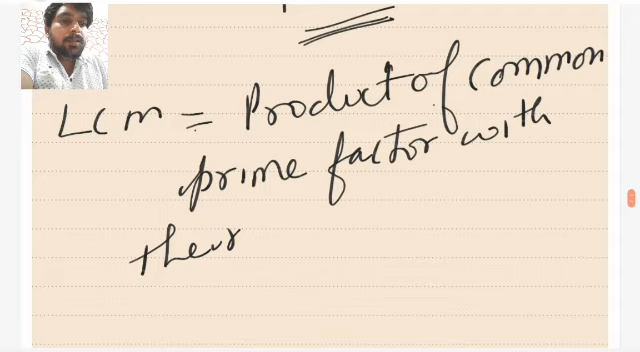 LCM = Product of common
prime factor with
their